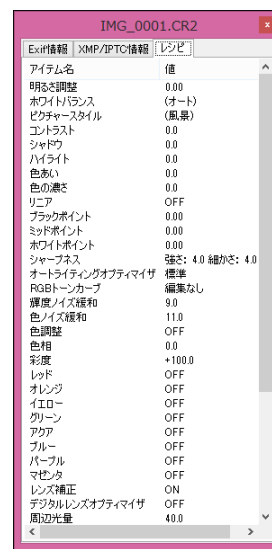 IMG_0001.CR2
x
Exif情報 XMP/IPTC情報 レシピ
アイテム名 値
明るさ調整 0.00
ホワイトバランス (オート)
ピクチャースタイル (風景)
コントラスト 0.0
シャドウ 0.0
ハイライト 0.0
色あい 0.0
色の濃さ 0.0
リニア OFF
ブラックポイント 0.00
ミッドポイント 0.00
ホワイトポイント 0.00
シャープネス 強さ: 4.0 細かさ: 4.0
オートライティングオプティマイザ 標準
RGBトーンカーブ 編集なし
輝度ノイズ緩和 9.0
色ノイズ緩和 11.0
色調整 OFF
色相 0.0
彩度 +100.0
レッド OFF
オレンジ OFF
イエロー OFF
グリーン OFF
アクア OFF
ブルー OFF
パープル OFF
マゼンタ OFF
レンズ補正 ON
デジタルレンズオプティマイザ OFF
周辺光量 40.0